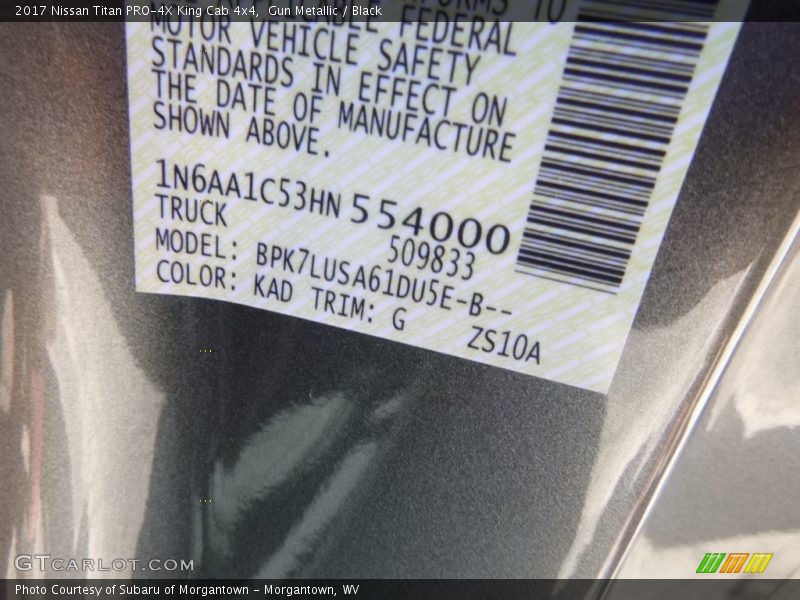 2017 Nissan Titan PRO-4X King Cab 4x4,  Gun Metallic / Black
TO
FEDERAL
MOTOR VEHICLE SAFETY
STANDARDS IN EFFECT ON
THE DATE OF MANUFACTURE
SHOWN ABOVE.
1N6AA1C53HN 554000
TRUCK 509833
MODEL: BPK7LUSA61DU5E-B--
COLOR: KAD TRIM: G ZS10A
GTCARLOT.COM
Photo Courtesy of Subaru of Morgantown - Morgantown, WV